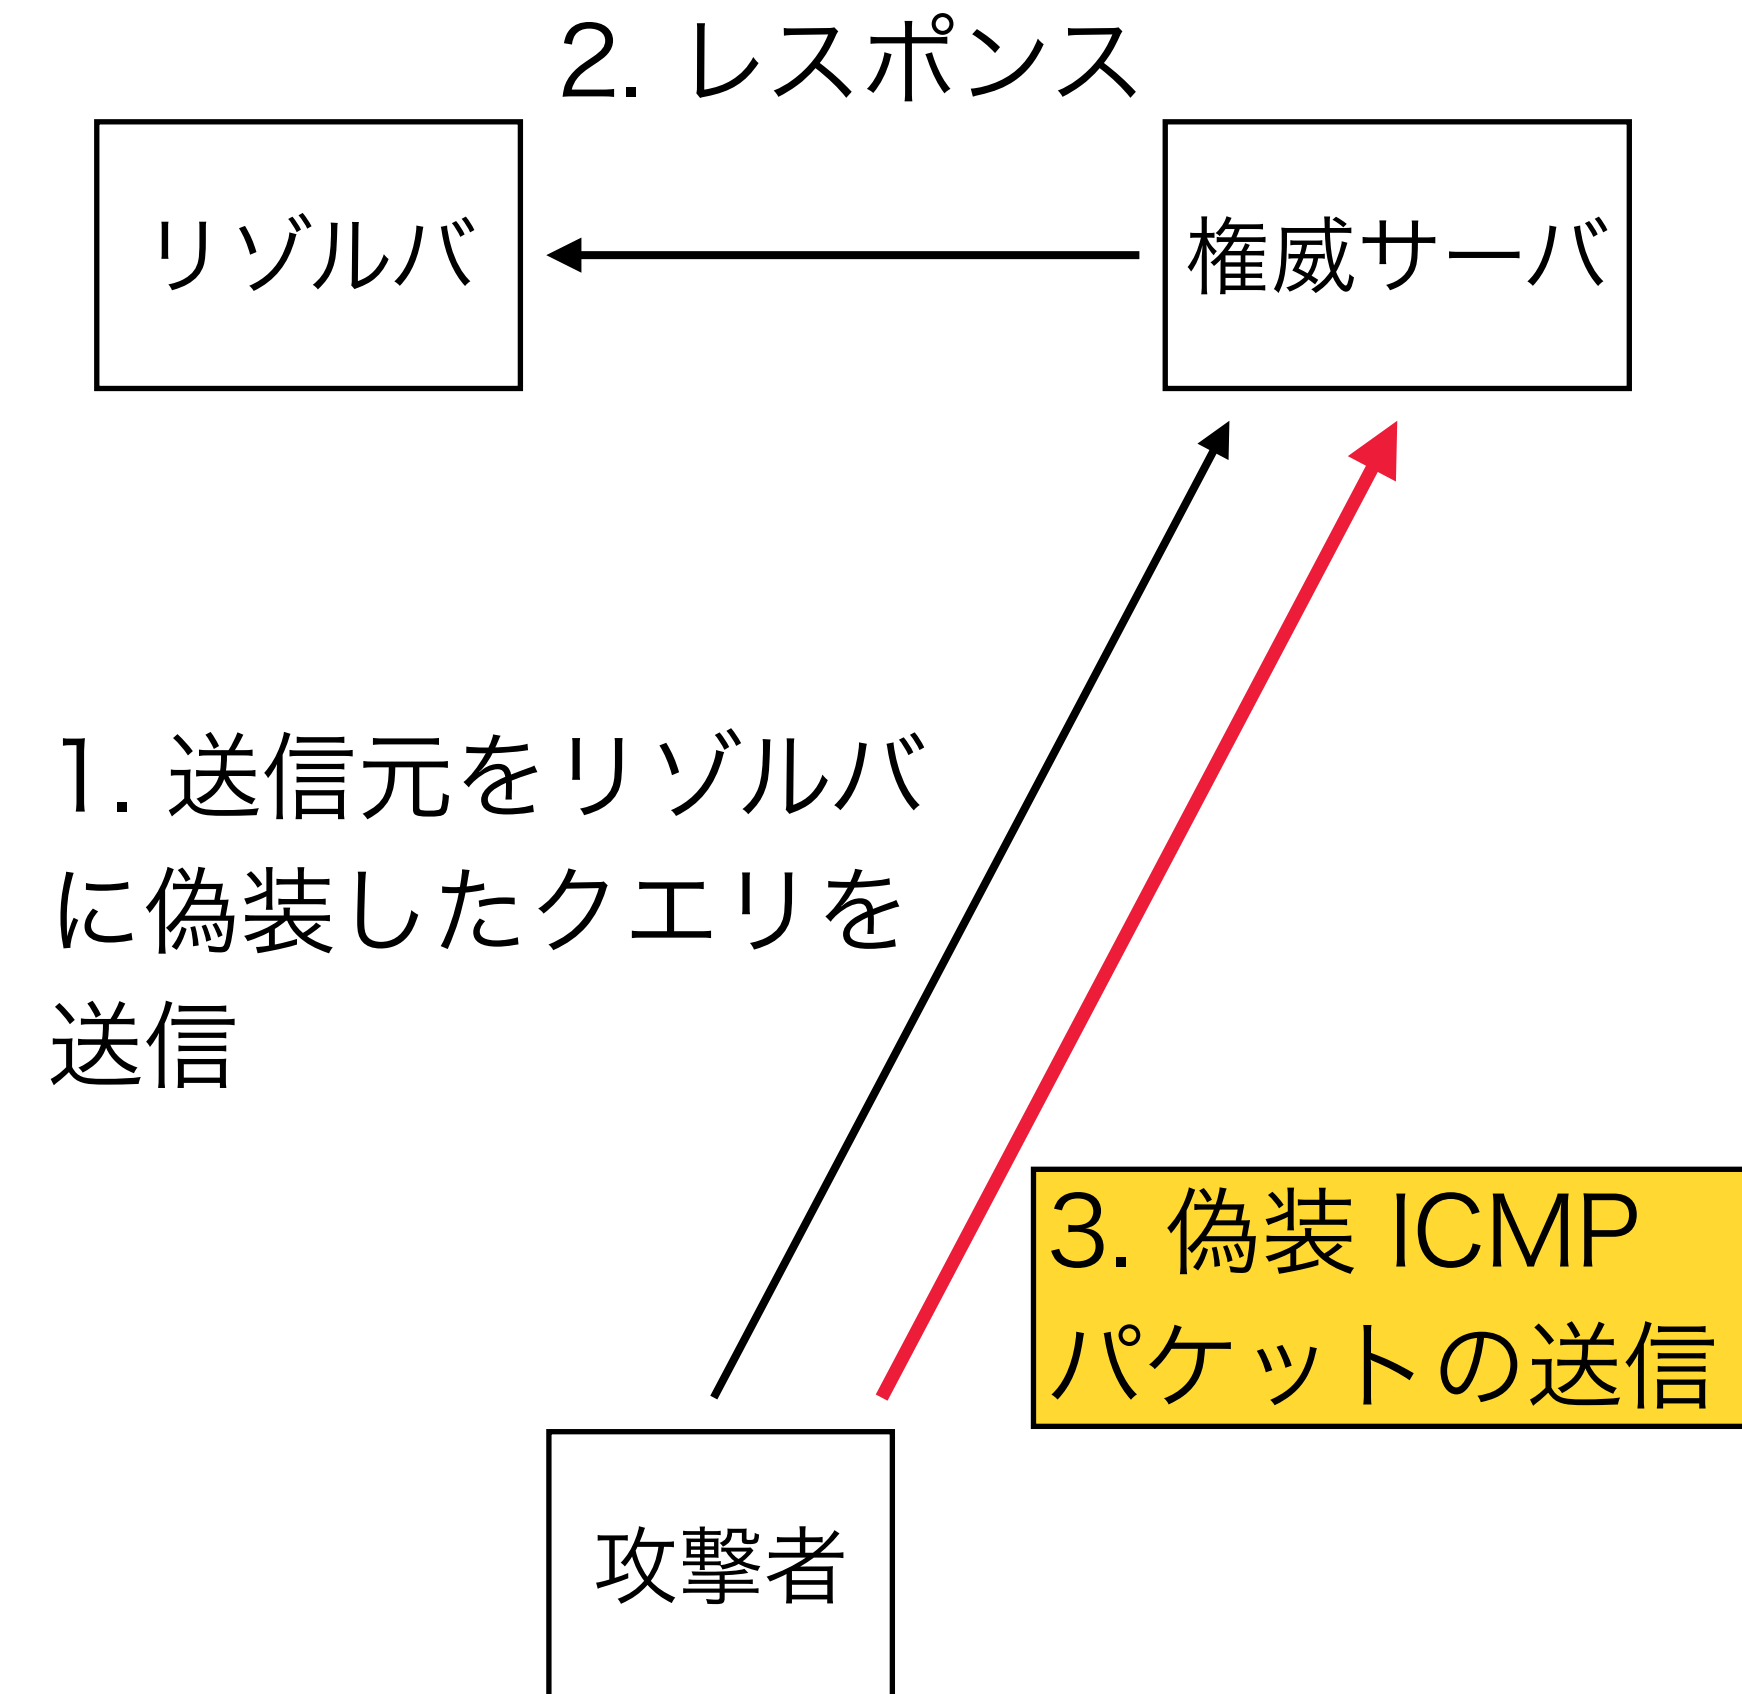 2. レスポンス
リゾルバ
権威サーバ
1. 送信元をリゾルバ
に偽装したクエリを
送信
3. 偽装 ICMP
パケットの送信
攻撃者